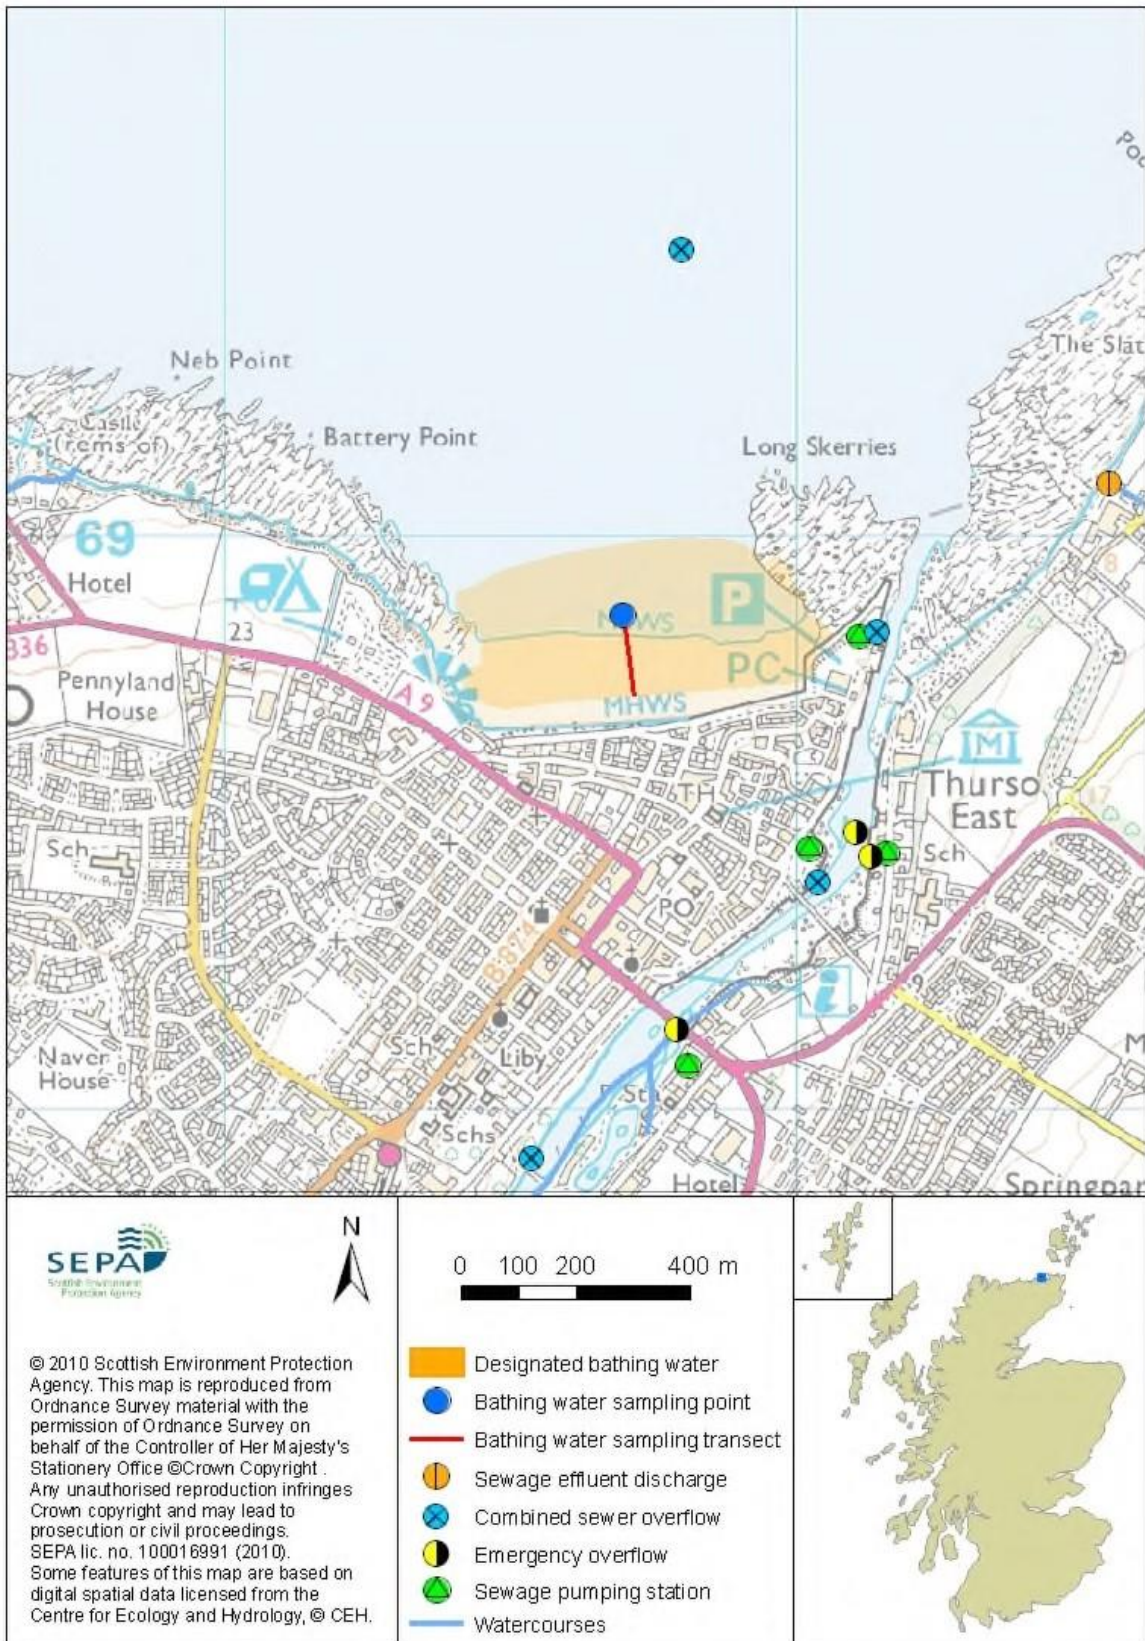 Neb Point
The Slat
Castle
(rems of)
Battery Point
Long Skerries
69
Hotel
8
P
23
336
Pennyland
House
A 9
MHWS
PC
M
Thurso
East
TH
17
Sch
Sch
PO
B 874
i
Naver
House
Sch
Liby
Schs
Hotel
Springpar
SEPA
Scottish Environment
Protection Agency
© 2010 Scottish Environment Protection
Agency. This map is reproduced from
Ordnance Survey material with the
permission of Ordnance Survey on
behalf of the Controller of Her Majesty's
Stationery Office ©Crown Copyright .
Any unauthorised reproduction infringes
Crown copyright and may lead to
prosecution or civil proceedings.
SEPA lic. no. 100016991 (2010).
Some features of this map are based on
digital spatial data licensed from the
Centre for Ecology and Hydrology, © CEH.
N
0 100 200 400 m
Designated bathing water
Bathing water sampling point
Bathing water sampling transect
Sewage effluent discharge
Combined sewer overflow
Emergency overflow
Sewage pumping station
Watercourses